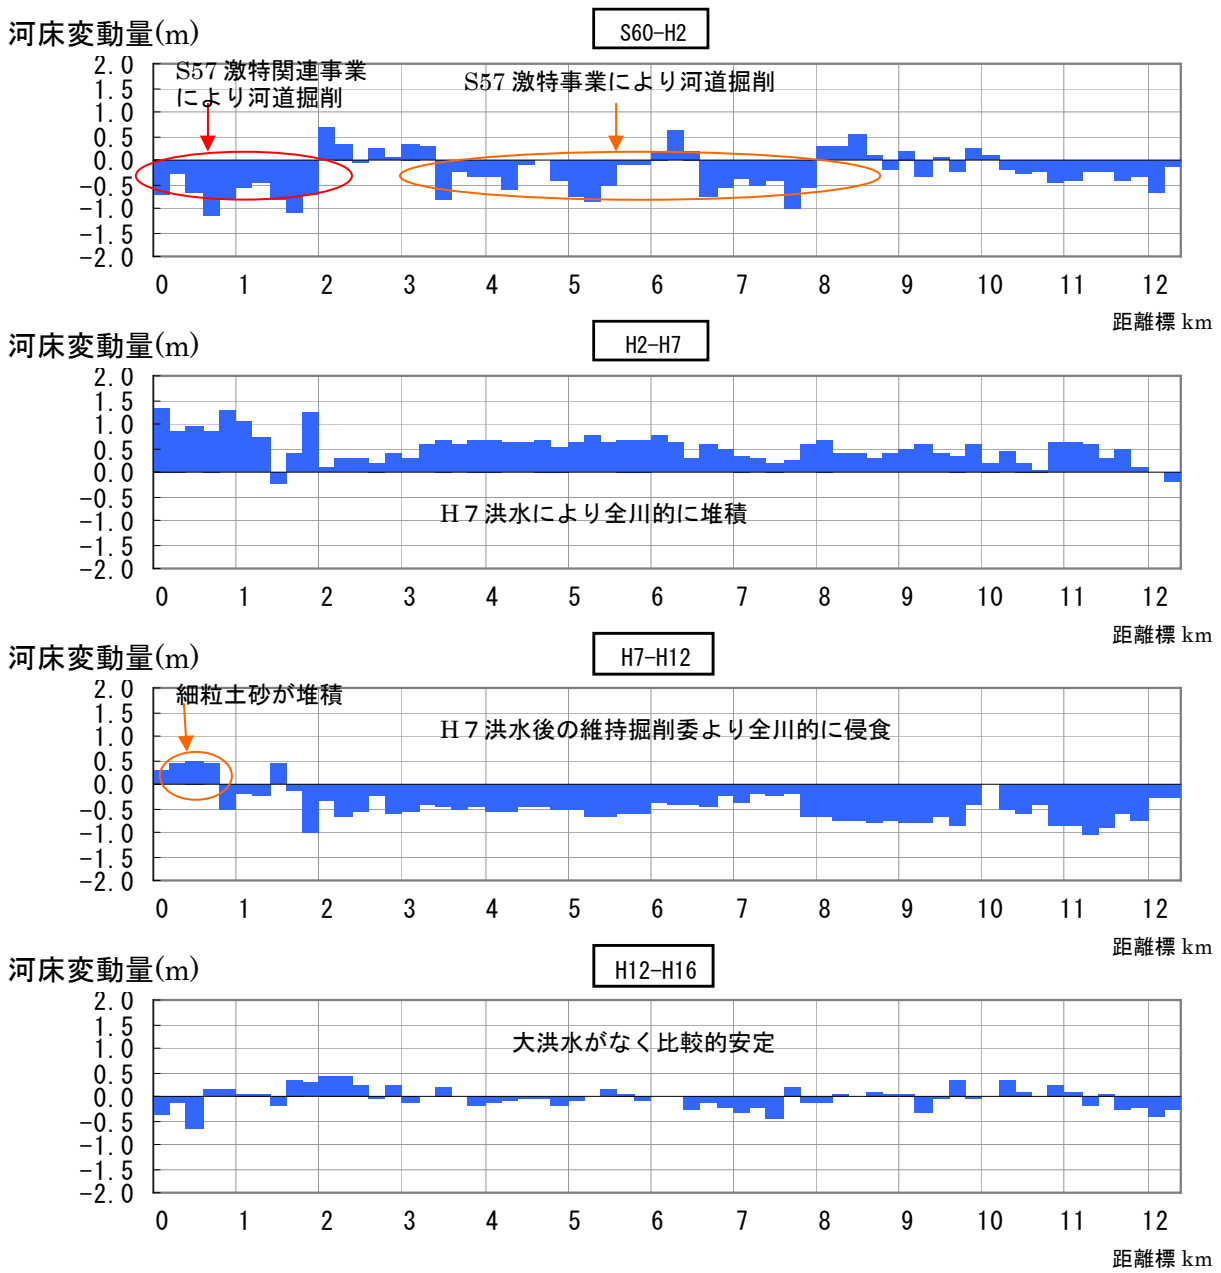 河床変動量(m)
S60-H2
2.0
1.5
1.0
0.5
0.0
-0.5
-1.0
-1.5
-2.0
S57 激特関連事業
により河道掘削
S57 激特事業により河道掘削
0 1 2 3 4 5 6 7 8 9 10 11 12
距離標 km
河床変動量(m)
H2-H7
2.0
1.5
1.0
0.5
0.0
-0.5
-1.0
-1.5
-2.0
H７洪水により全川的に堆積
0 1 2 3 4 5 6 7 8 9 10 11 12
距離標 km
河床変動量(m)
H7-H12
2.0
1.5
1.0
0.5
0.0
-0.5
-1.0
-1.5
-2.0
細粒土砂が堆積
H７洪水後の維持掘削委より全川的に侵食
0 1 2 3 4 5 6 7 8 9 10 11 12
距離標 km
河床変動量(m)
H12-H16
2.0
1.5
1.0
0.5
0.0
-0.5
-1.0
-1.5
-2.0
大洪水がなく比較的安定
0 1 2 3 4 5 6 7 8 9 10 11 12
距離標 km